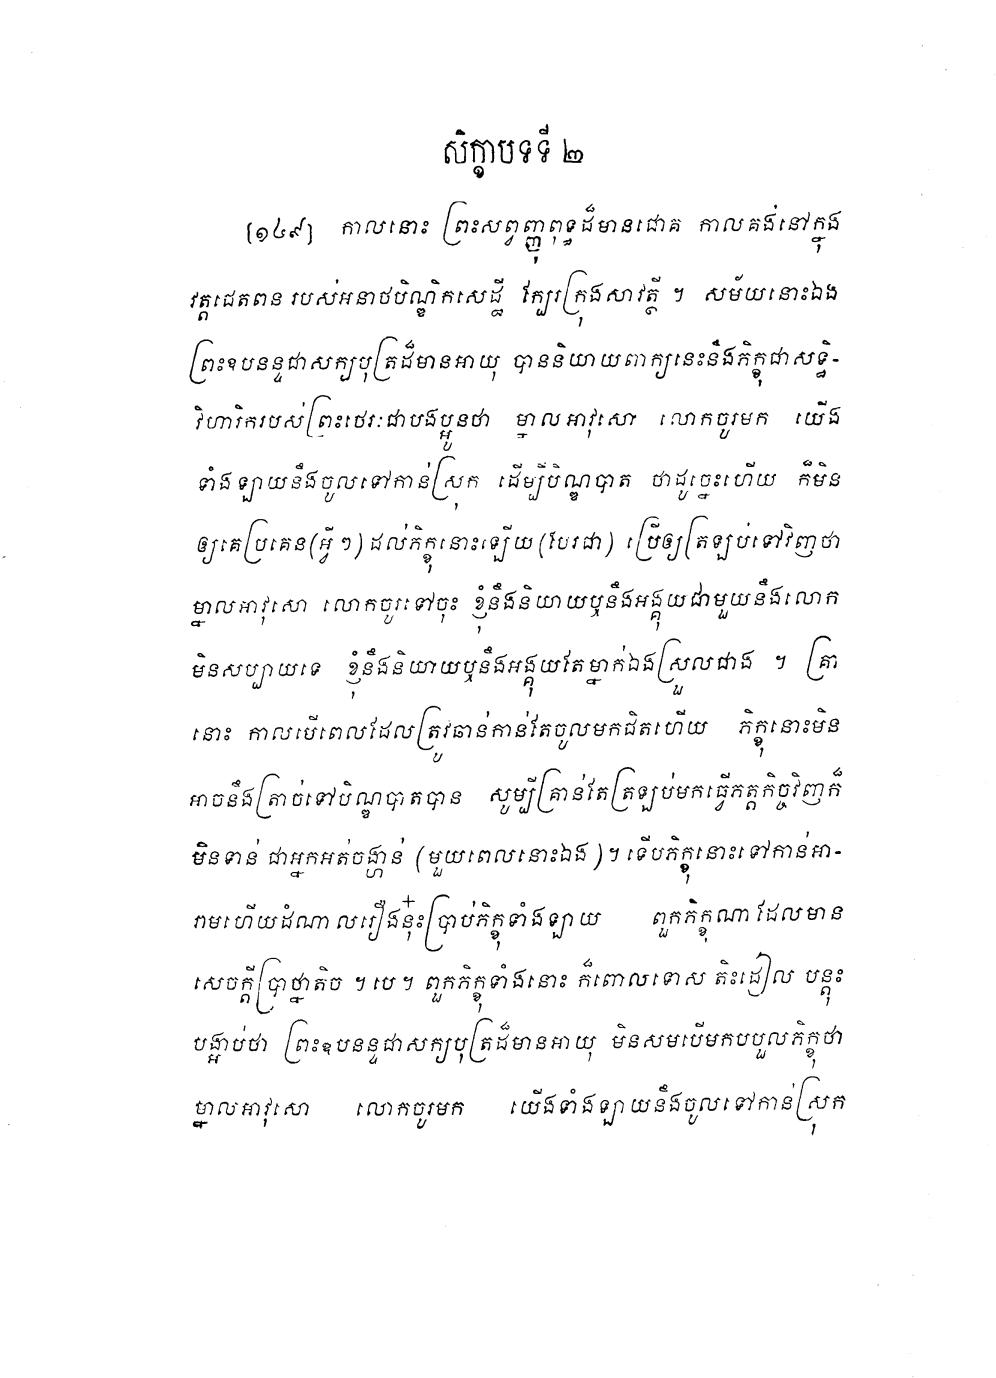 សិក្ខាបទទី ២
[១៤៩] កាលនោះ ព្រះសព្វញ្ញុពុទ្ធដ៏មានជោគ កាលគង់នៅក្នុង
វត្តជេតពន របស់អនាថបិណ្ឌិកសេដ្ឋី ក្បែរក្រុងសាវត្ថី ។ សម័យនោះឯង
ព្រះឧបនន្ទជាសក្យបុត្រដ៏មានអាយុ បាននិយាយពាក្យនេះនឹងភិក្ខុជាសទ្ធិ-
វិហារិករបស់ព្រះថេរៈជាបងប្អូនថា ម្នាលអាវុសោ លោកចូរមក យើង
ទាំងឡាយនឹងចូលទៅកាន់ស្រុក ដើម្បីបិណ្ឌបាត ថាដូច្នេះហើយ ក៏មិន
ឲ្យគេប្រគេន(អ្វីៗ)ដល់ភិក្ខុនោះឡើយ(បែរជា) ប្រើឲ្យត្រឡប់ទៅវិញថា
ម្នាលអាវុសោ លោកចូរទៅចុះ ខ្ញុំនឹងនិយាយឬនឹងអង្គុយជាមួយនឹងលោក
មិនសប្បាយទេ ខ្ញុំនឹងនិយាយឬនឹងអង្គុយតែម្នាក់ឯងស្រួលជាង ។ គ្រា
នោះ កាលបើពេលដែលត្រូវឆាន់កាន់តែចូលមកជិតហើយ ភិក្ខុនោះមិន
អាចនឹងត្រាច់ទៅបិណ្ឌបាតបាន សូម្បីគ្រាន់តែត្រឡប់មកធ្វើភត្តកិច្ចវិញក៏
មិនទាន់ ជាអ្នកអត់ចង្ហាន់ (មួយពេលនោះឯង)។ ទើបភិក្ខុនោះទៅកាន់អា-
រាមហើយដំណាលរឿងនុ៎ះប្រាប់ភិក្ខុទាំងឡាយ ពួកភិក្ខុណាដែលមាន
សេចក្តីប្រាថ្នាតិច ។បេ។ ពួកភិក្ខុទាំងនោះ ក៏ពោលទោស តិះដៀល បន្តុះ
បង្អាប់ថា ព្រះឧបនន្ទជាសក្យបុត្រដ៏មានអាយុ មិនសមបើមកបបួលភិក្ខុថា
ម្នាលអាវុសោ លោកចូរមក យើងទាំងឡាយនឹងចូលទៅកាន់ស្រុក